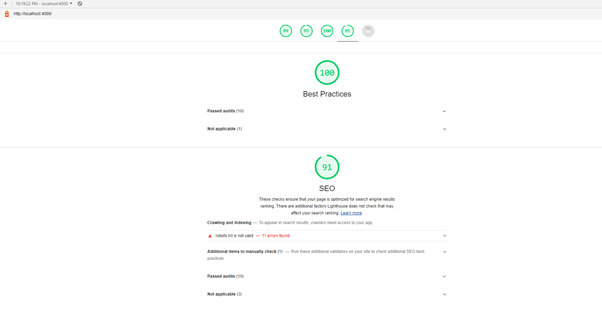 10:19:22 PM - localhost:4000
http://localhost:4000/
99
100
100
Best Practices
Passed audits (16)
Not applicable (1)
91
SEO
These checks ensure that your page is optimized for search engine results
ranking. There are additional factors Lighthouse does not check that may
affect your search ranking. Learn more.
Crawling and Indexing — To appear in search results, crawlers need access to your app.
robots.txt is not valid — 11 errors found
Additional items to manually check (1) — Run these additional validators on your site to check additional SEO best
practices.
Passed audits (10)
Not applicable (3)